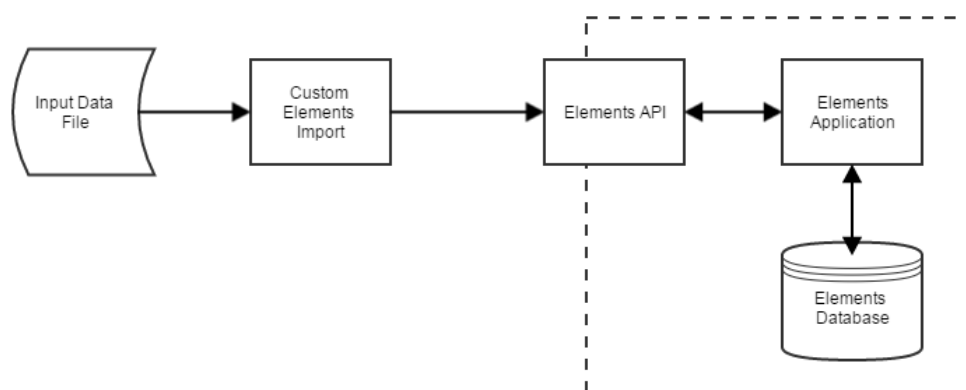 Input Data
File
Custom
Elements
Import
Elements API
Elements
Application
Elements
Database